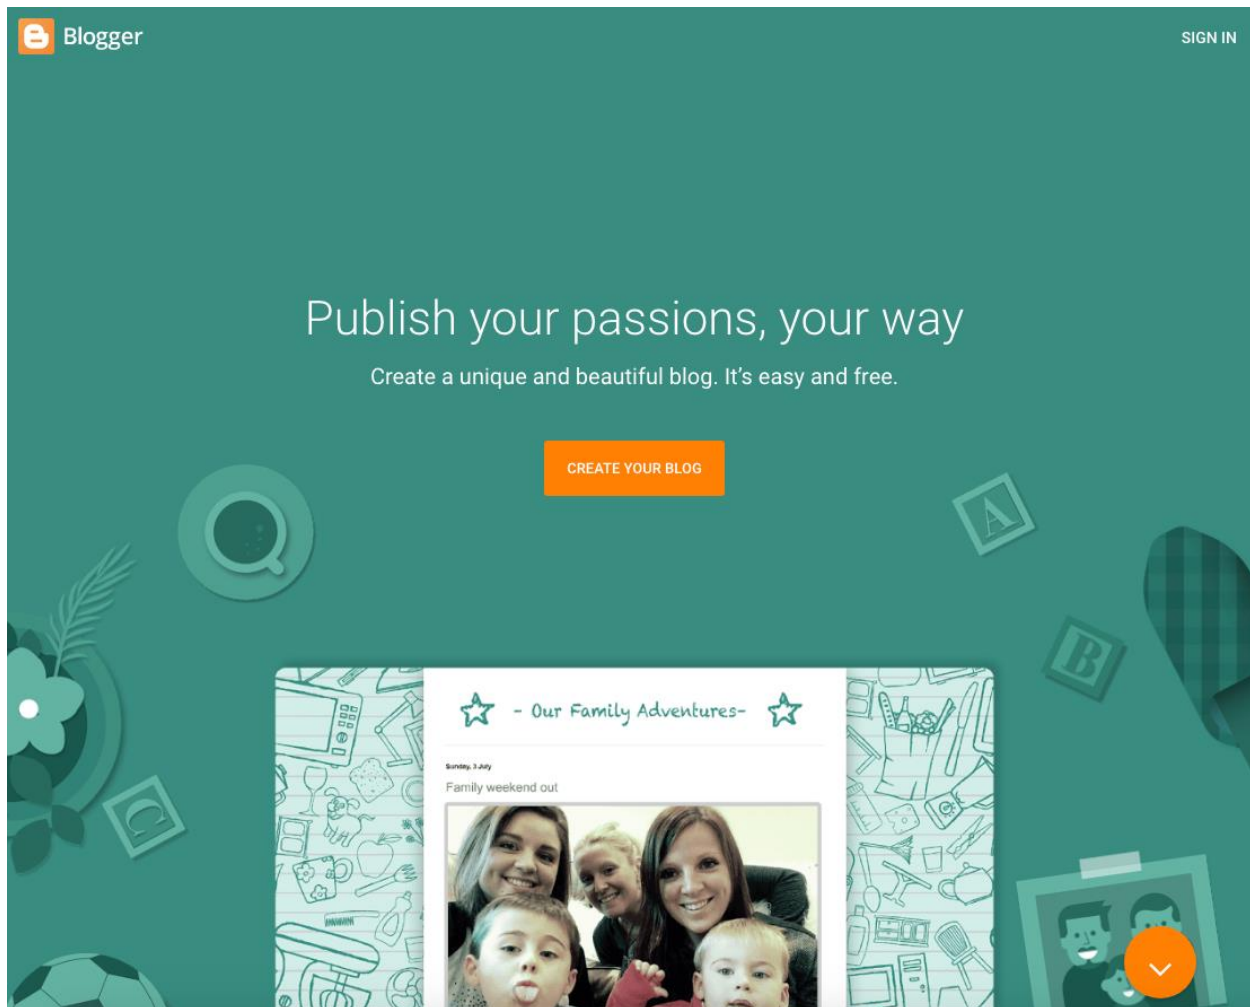 Blogger
SIGN IN
Publish your passions, your way
Create a unique and beautiful blog. It's easy and free.
CREATE YOUR BLOG
A
B
- Our Family Adventures-
Sunday, 3 July
Family weekend out
C